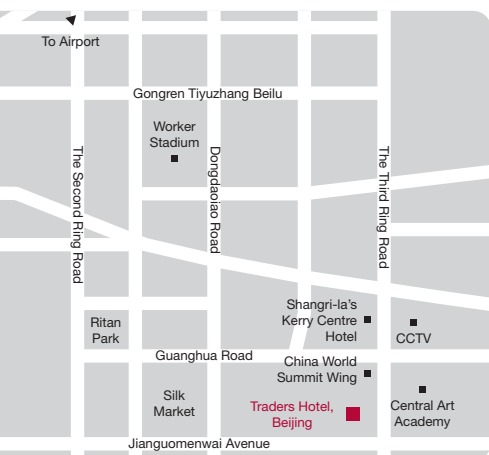 To Airport
Gongren Tiyuzhang Beilu
Worker
Stadium
The Second Ring Road
Dongdaoiao Road
The Third Ring Road
Shangri-la's
Kerry Centre
Hotel
CCTV
Ritan
Park
Guanghua Road
China World
Summit Wing
Silk
Market
Traders Hotel,
Beijing
Central Art
Academy
Jianguomenwai Avenue